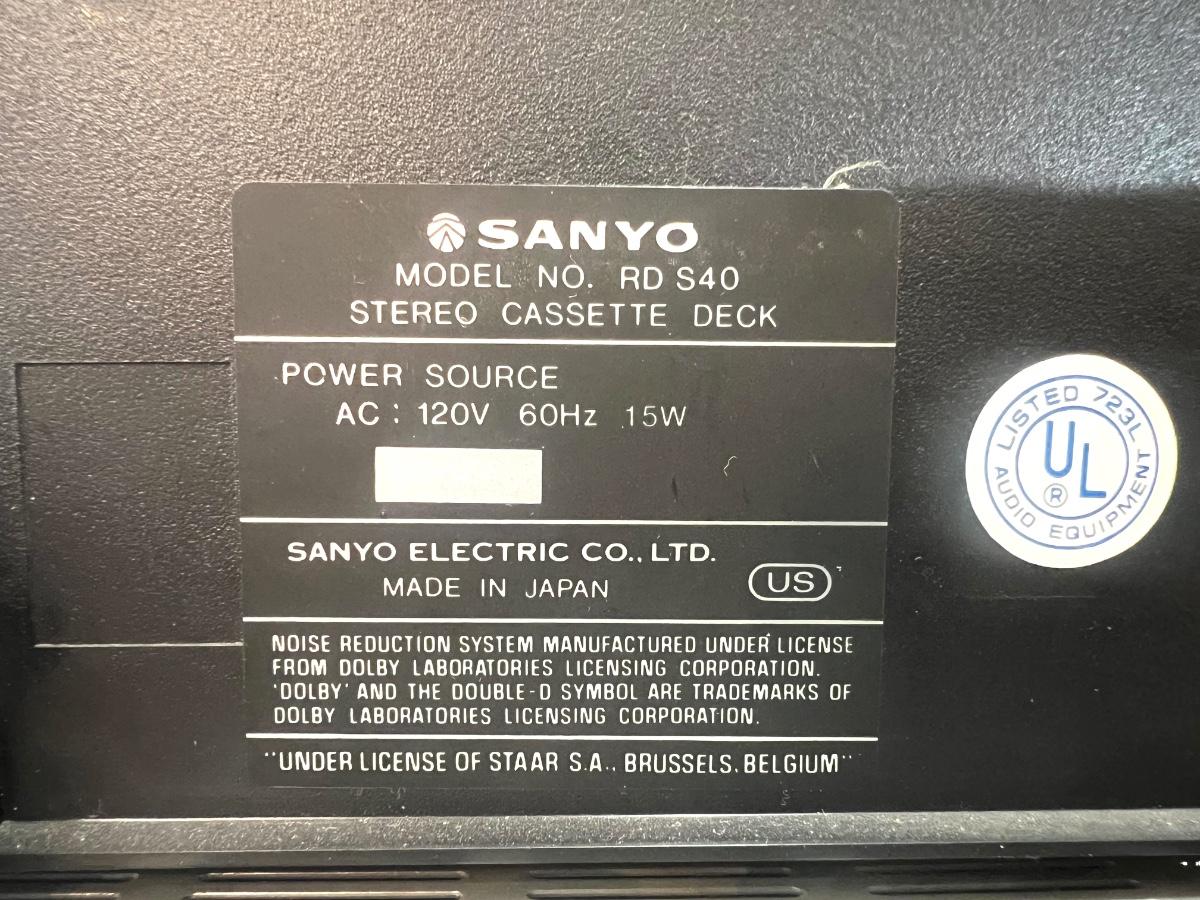 SANYO
MODEL NO. RD S40
STEREO CASSETTE DECK
POWER SOURCE
AC : 120V 60Hz 15W
SANYO ELECTRIC CO., LTD.
MADE IN JAPAN
US
NOISE REDUCTION SYSTEM MANUFACTURED UNDER LICENSE
FROM DOLBY LABORATORIES LICENSING CORPORATION.
'DOLBY' AND THE DOUBLE-D SYMBOL ARE TRADEMARKS OF
DOLBY LABORATORIES LICENSING CORPORATION.
"UNDER LICENSE OF STAAR S.A., BRUSSELS, BELGIUM"
LISTED 723L
UL
®
AUDIO EQUIPMENT